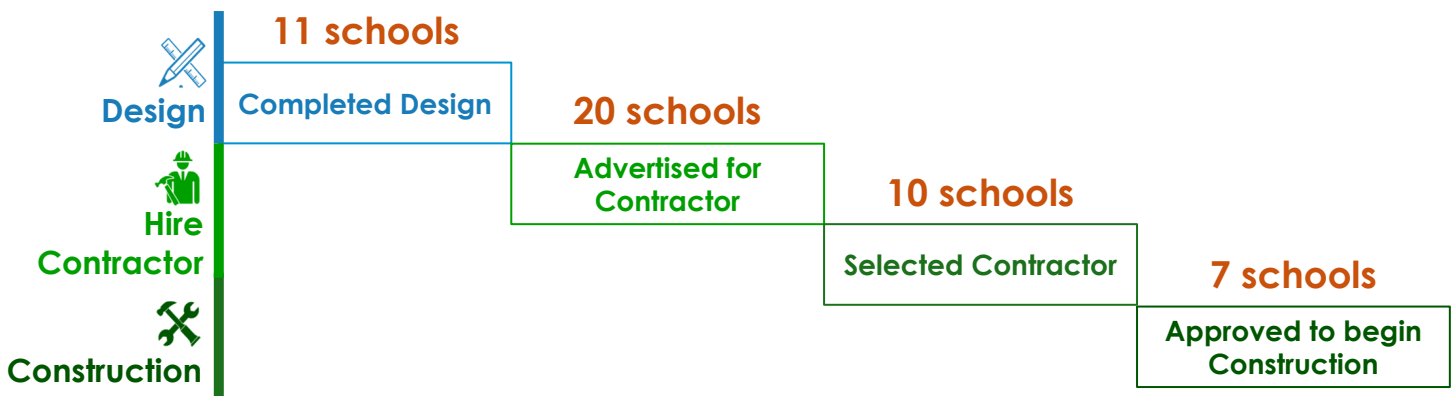 11 schools
Design
Completed Design
20 schools
Hire
Contractor
Advertised for
Contractor
10 schools
Selected Contractor
7 schools
Construction
Approved to begin
Construction